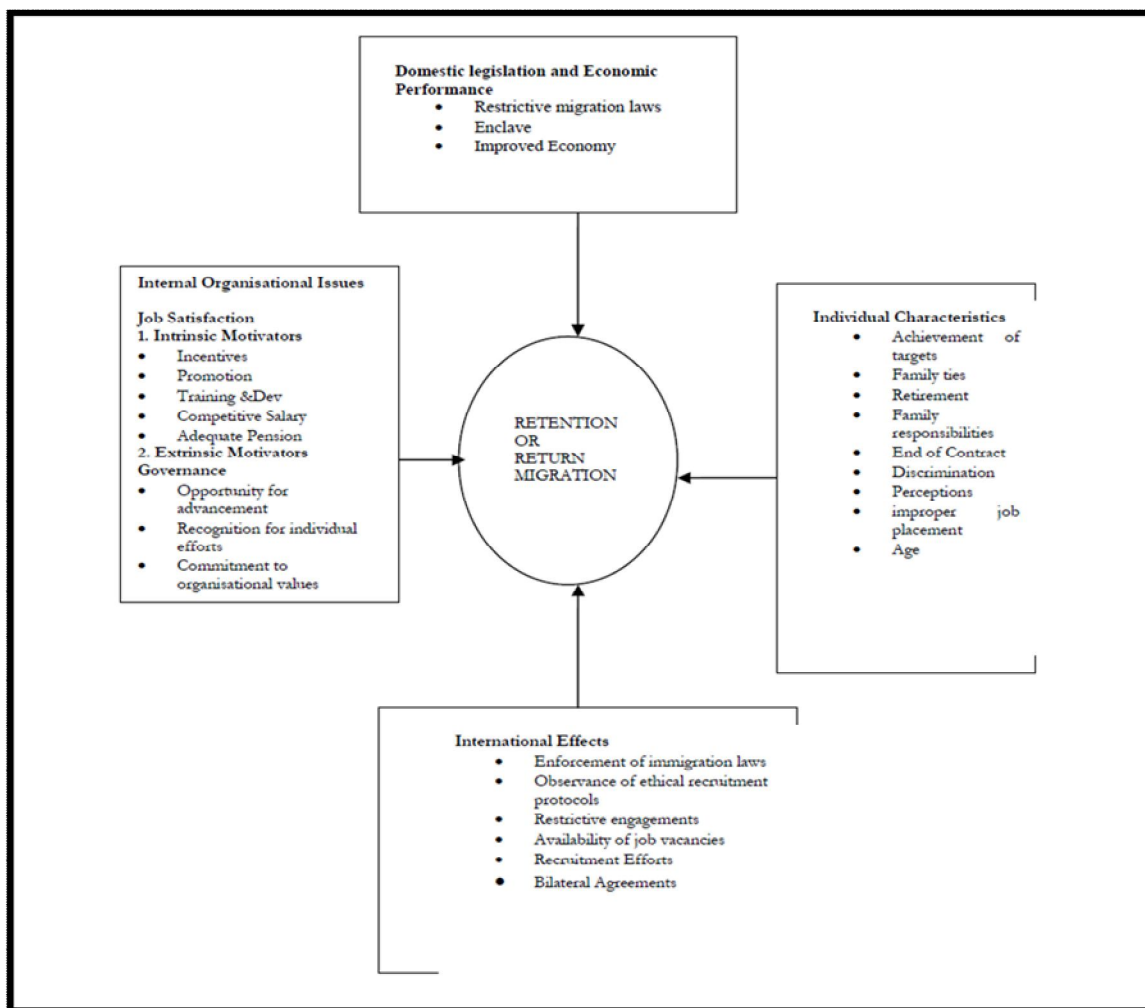 Domestic legislation and Economic
Performance
• Restrictive migration laws
• Enclave
• Improved Economy
Internal Organisational Issues
Job Satisfaction
1. Intrinsic Motivators
• Incentives
• Promotion
• Training &Dev
• Competitive Salary
• Adequate Pension
2. Extrinsic Motivators
Governance
• Opportunity for
advancement
• Recognition for individual
efforts
• Commitment to
organisational values
RETENTION
OR
RETURN
MIGRATION
Individual Characteristics
• Achievement of
targets
• Family ties
• Retirement
• Family
responsibilities
• End of Contract
• Discrimination
• Perceptions
• improper job
placement
• Age
International Effects
• Enforcement of immigration laws
• Observance of ethical recruitment
protocols
• Restrictive engagements
• Availability of job vacancies
• Recruitment Efforts
• Bilateral Agreements